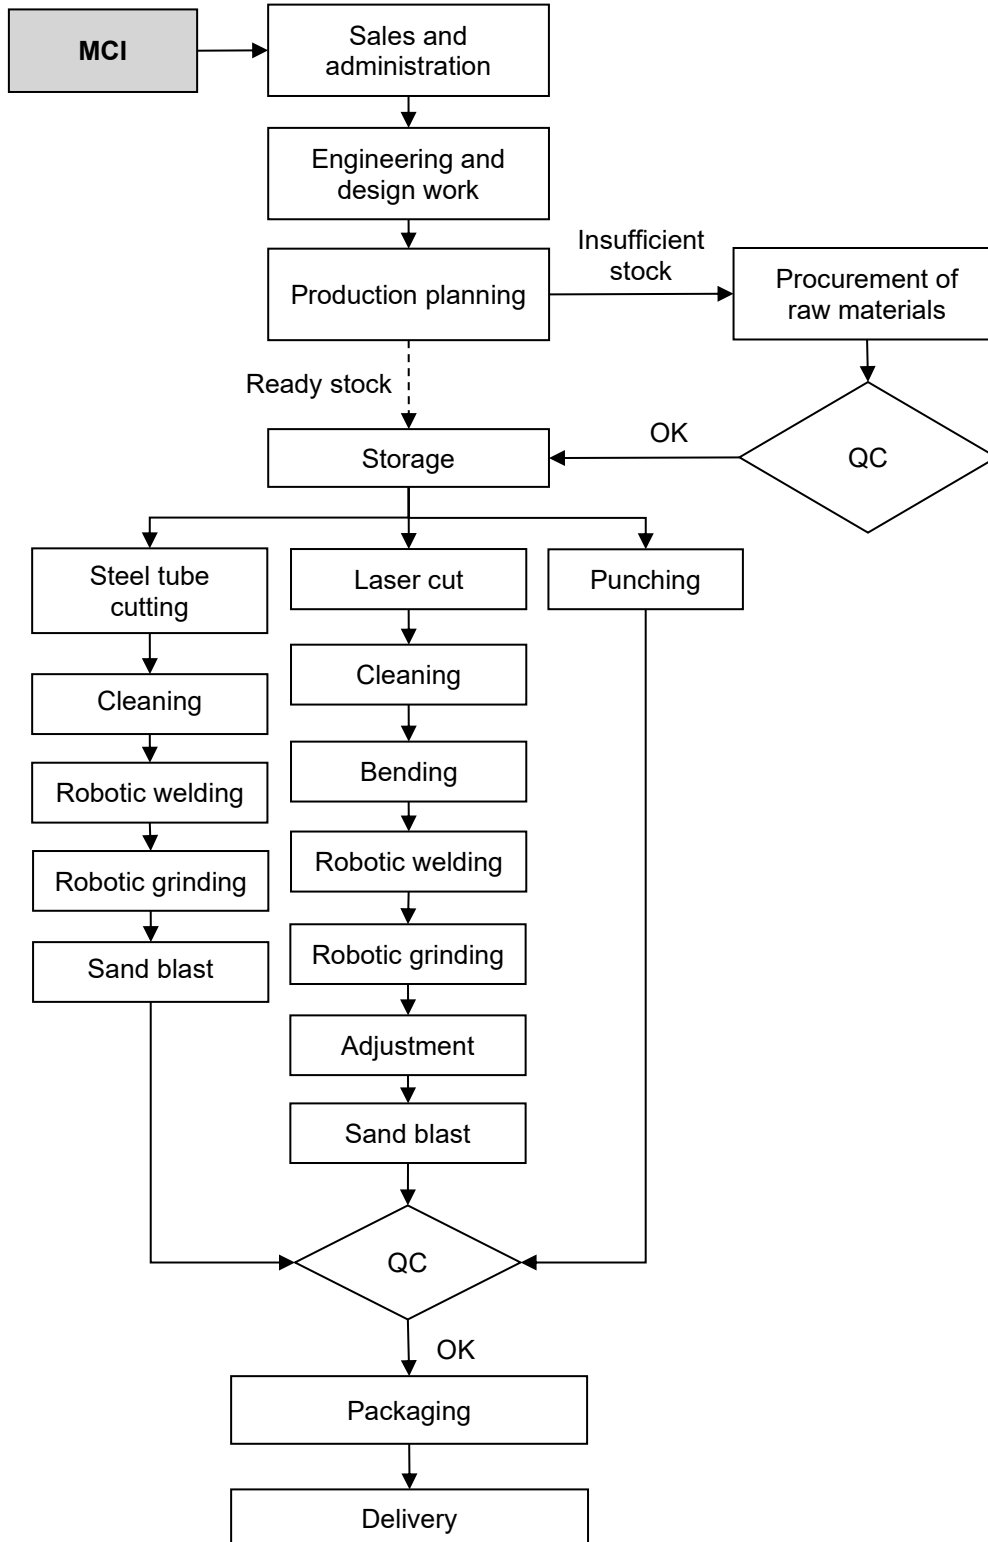 MCI
Sales and
administration
Engineering and
design work
Production planning
Insufficient
stock
Procurement of
raw materials
Ready stock
Storage
OK
QC
Steel tube
cutting
Cleaning
Robotic welding
Robotic grinding
Sand blast
Laser cut
Cleaning
Bending
Robotic welding
Robotic grinding
Adjustment
Sand blast
Punching
QC
OK
Packaging
Delivery